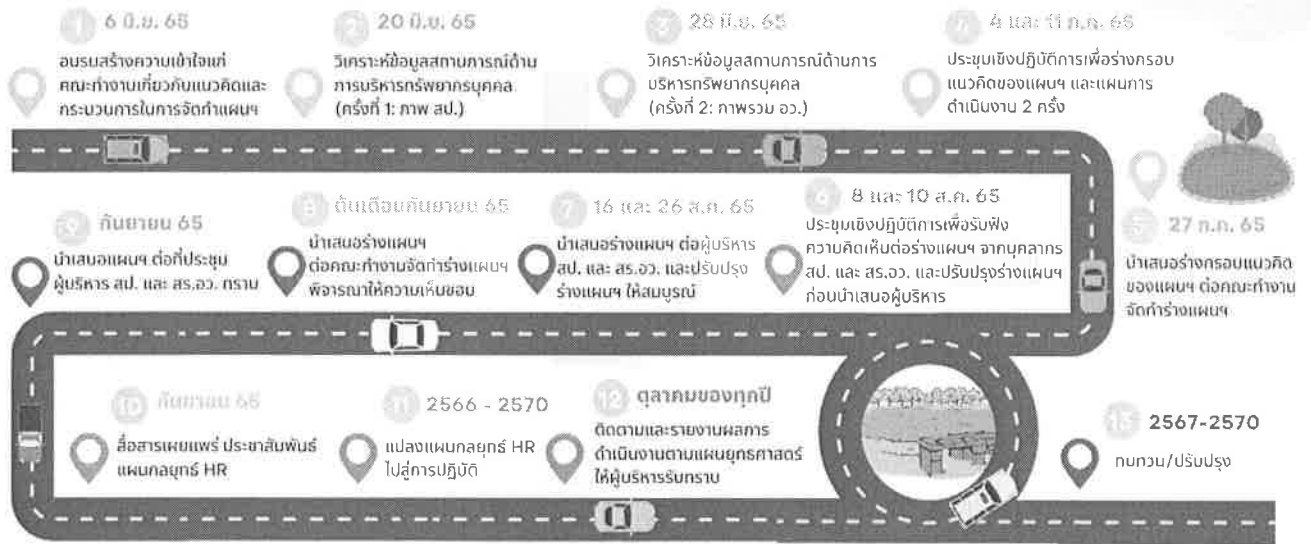 1 6 มิ.ย. 65
อบรมสร้างความเข้าใจแก่
คณะทำงานเกี่ยวกับแนวคิดและ
กระบวนการในการจัดทำแผนฯ
2 20 มิ.ย. 65
วิเคราะห์ข้อมูลสถานการณ์ด้าน
การบริหารทรัพยากรบุคคล
(ครั้งที่ 1: ภาพ สป.)
3 28 มิ.ย. 65
วิเคราะห์ข้อมูลสถานการณ์ด้านการ
บริหารทรัพยากรบุคคล
(ครั้งที่ 2: ภาพรวม อว.)
4 4 และ 11 ก.ค. 65
ประชุมเชิงปฏิบัติการเพื่อร่างกรอบ
แนวคิดของแผนฯ และแผนการ
ดำเนินงาน 2 ครั้ง
5 27 ก.ค. 65
นำเสนอร่างกรอบแนวคิด
ของแผนฯ ต่อคณะทำงาน
จัดทำร่างแผนฯ
6 8 และ 10 ส.ค. 65
ประชุมเชิงปฏิบัติการเพื่อรับฟัง
ความคิดเห็นต่อร่างแผนฯ จากบุคลากร
สป. และ สร.อว. และปรับปรุงร่างแผนฯ
ก่อนนำเสนอผู้บริหาร
7 16 และ 26 ส.ค. 65
นำเสนอร่างแผนฯ ต่อผู้บริหาร
สป. และ สร.อว. และปรับปรุง
ร่างแผนฯ ให้สมบูรณ์
8 ต้นเดือนกันยายน 65
นำเสนอร่างแผนฯ
ต่อคณะทำงานจัดทำร่างแผนฯ
พิจารณาให้ความเห็นชอบ
9 กันยายน 65
นำเสนอแผนฯ ต่อที่ประชุม
ผู้บริหาร สป. และ สร.อว. ทราบ
10 กันยายน 65
สื่อสารเผยแพร่ ประชาสัมพันธ์
แผนกลยุทธ์ HR
11 2566 - 2570
แปลงแผนกลยุทธ์ HR
ไปสู่การปฏิบัติ
12 ตุลาคมของทุกปี
ติดตามและรายงานผลการ
ดำเนินงานตามแผนยุทธศาสตร์
ให้ผู้บริหารรับทราบ
13 2567-2570
ทบทวน/ปรับปรุง